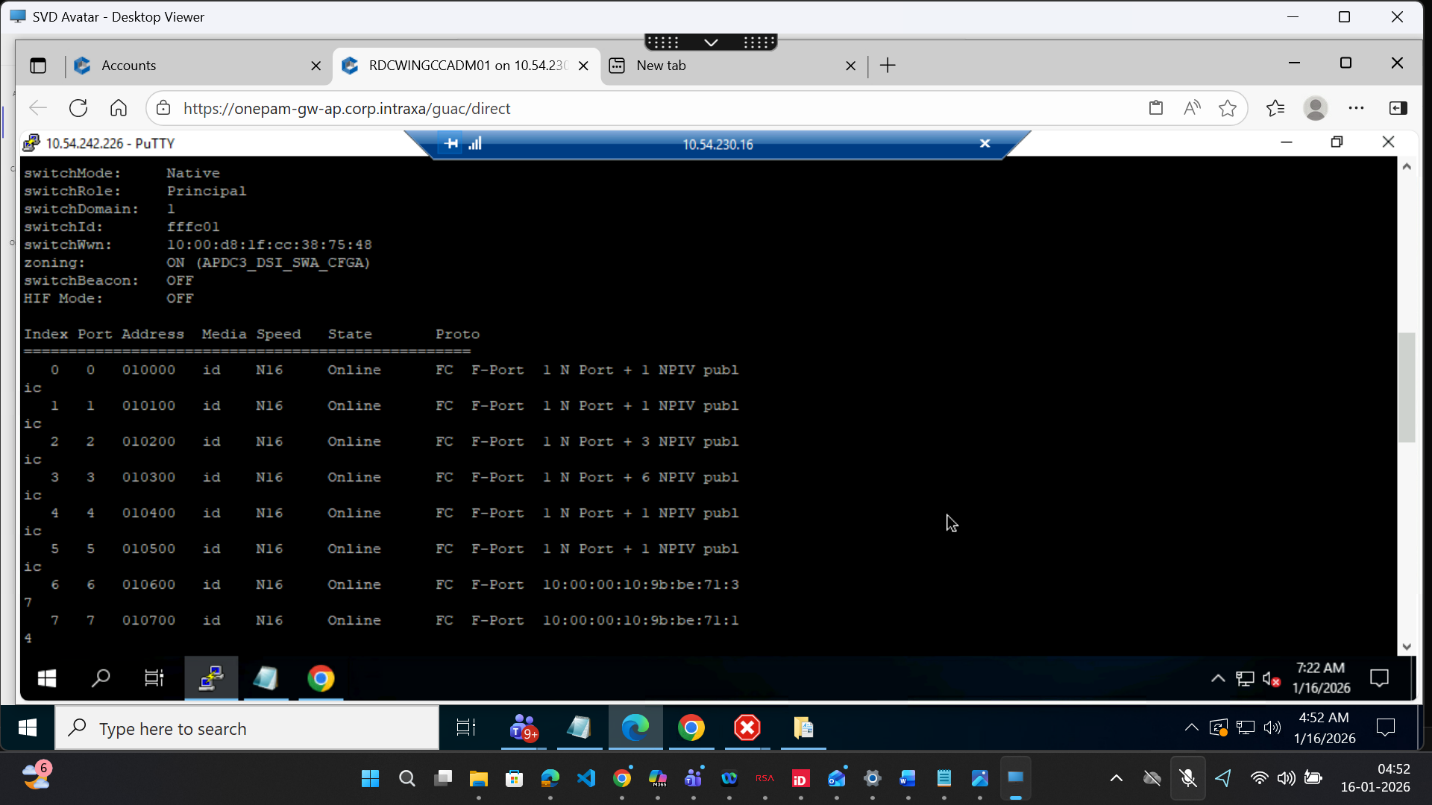 SVD Avatar - Desktop Viewer
Accounts
RDCWINGCCADM01 on 10.54.230
New tab
https://onepam-gw-ap.corp.intraxa/guac/direct
10.54.242.226 - PuTTY
10.54.230.16
switchMode: Native
switchRole: Principal
switchDomain: 1
switchId: fffc01
switchWwn: 10:00:d8:1f:cc:38:75:48
zoning: ON (APDC3_DSI_SWA_CFGA)
switchBeacon: OFF
HIF Mode: OFF
Index Port Address Media Speed State Proto
==================================================
0 0 010000 id N16 Online FC F-Port 1 N Port + 1 NPIV publ
ic
1 1 010100 id N16 Online FC F-Port 1 N Port + 1 NPIV publ
ic
2 2 010200 id N16 Online FC F-Port 1 N Port + 3 NPIV publ
ic
3 3 010300 id N16 Online FC F-Port 1 N Port + 6 NPIV publ
ic
4 4 010400 id N16 Online FC F-Port 1 N Port + 1 NPIV publ
ic
5 5 010500 id N16 Online FC F-Port 1 N Port + 1 NPIV publ
ic
6 6 010600 id N16 Online FC F-Port 10:00:00:10:9b:be:71:3
7
7 7 010700 id N16 Online FC F-Port 10:00:00:10:9b:be:71:1
4
7:22 AM
1/16/2026
Type here to search
9+
4:52 AM
1/16/2026
6
M365
RSA
iD
04:52
16-01-2026